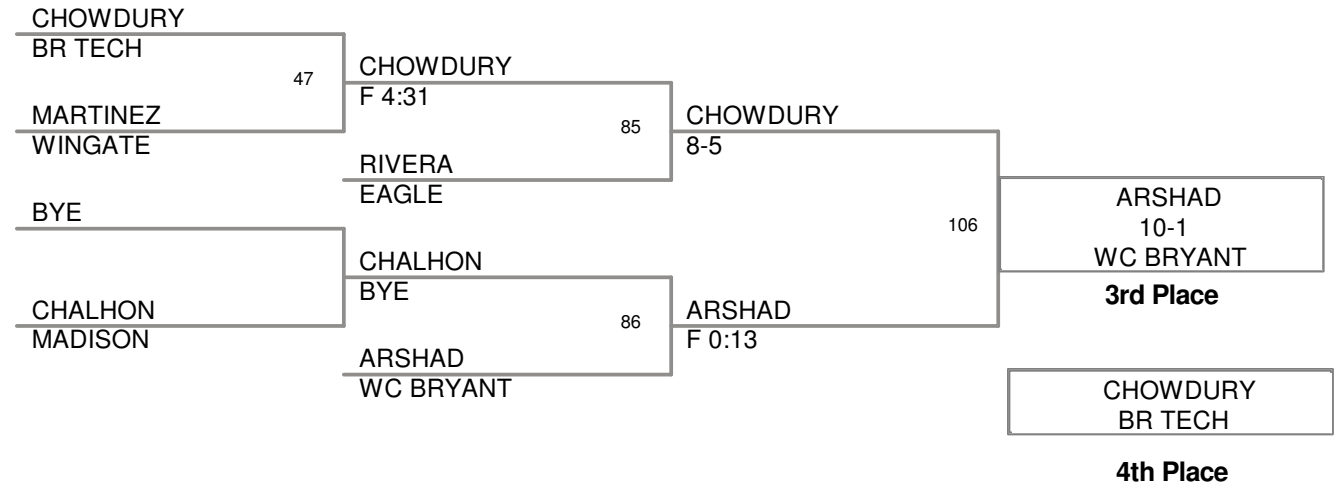 CHOWDURY
BR TECH
47
CHOWDURY
F 4:31
MARTINEZ
WINGATE
85
CHOWDURY
8-5
RIVERA
EAGLE
BYE
106
ARSHAD
10-1
WC BRYANT
3rd Place
CHALHON
BYE
CHALHON
MADISON
86
ARSHAD
F 0:13
ARSHAD
WC BRYANT
CHOWDURY
BR TECH
4th Place